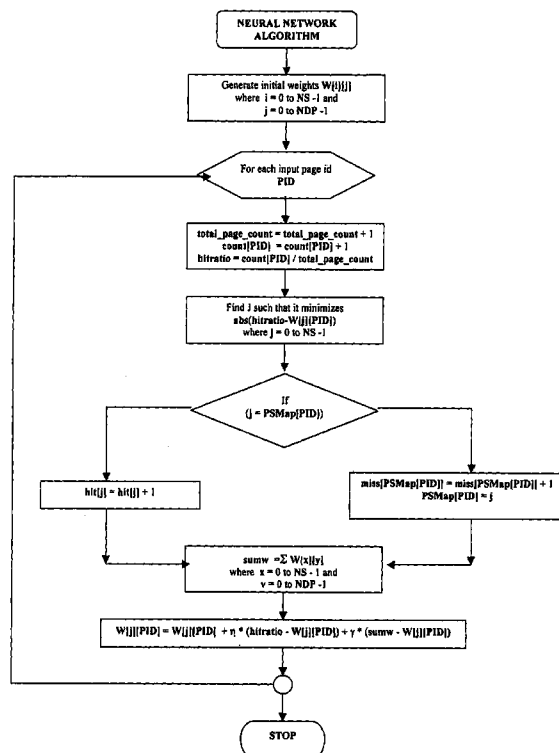 NEURAL NETWORK
ALGORITHM
Generate initial weights W[i][j]
where i = 0 to NS -1 and
j = 0 to NDP -1
For each input page id
PID
total_page_count = total_page_count + 1
count[PID] = count[PID] + 1
hitratio = count[PID] / total_page_count
Find J such that it minimizes
abs(hitratio-W[j][PID])
where j = 0 to NS -1
If
(j = PSMap[PID])
hit[j] = hit[j] + 1
miss[PSMap[PID]] = miss[PSMap[PID]] + 1
PSMap[PID] = j
sumw = Σ W[x][y]
where x = 0 to NS - 1 and
y = 0 to NDP -1
W[j][PID] = W[j][PID] + η * (hitratio - W[j][PID]) + γ * (sumw - W[j][PID])
STOP